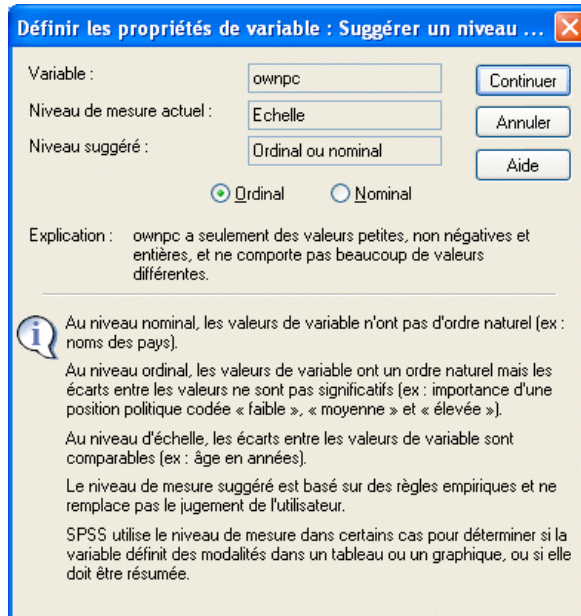 Définir les propriétés de variable : Suggérer un niveau ...
Variable :
ownpc
Continuer
Niveau de mesure actuel :
Echelle
Annuler
Niveau suggéré :
Ordinal ou nominal
Aide
Ordinal
Nominal
Explication :
ownpc a seulement des valeurs petites, non négatives et
entières, et ne comporte pas beaucoup de valeurs
différentes.
Au niveau nominal, les valeurs de variable n'ont pas d'ordre naturel (ex :
noms des pays).
Au niveau ordinal, les valeurs de variable ont un ordre naturel mais les
écarts entre les valeurs ne sont pas significatifs (ex : importance d'une
position politique codée « faible », « moyenne » et « élevée »).
Au niveau d'échelle, les écarts entre les valeurs de variable sont
comparables (ex : âge en années).
Le niveau de mesure suggéré est basé sur des règles empiriques et ne
remplace pas le jugement de l'utilisateur.
SPSS utilise le niveau de mesure dans certains cas pour déterminer si la
variable définit des modalités dans un tableau ou un graphique, ou si elle
doit être résumée.